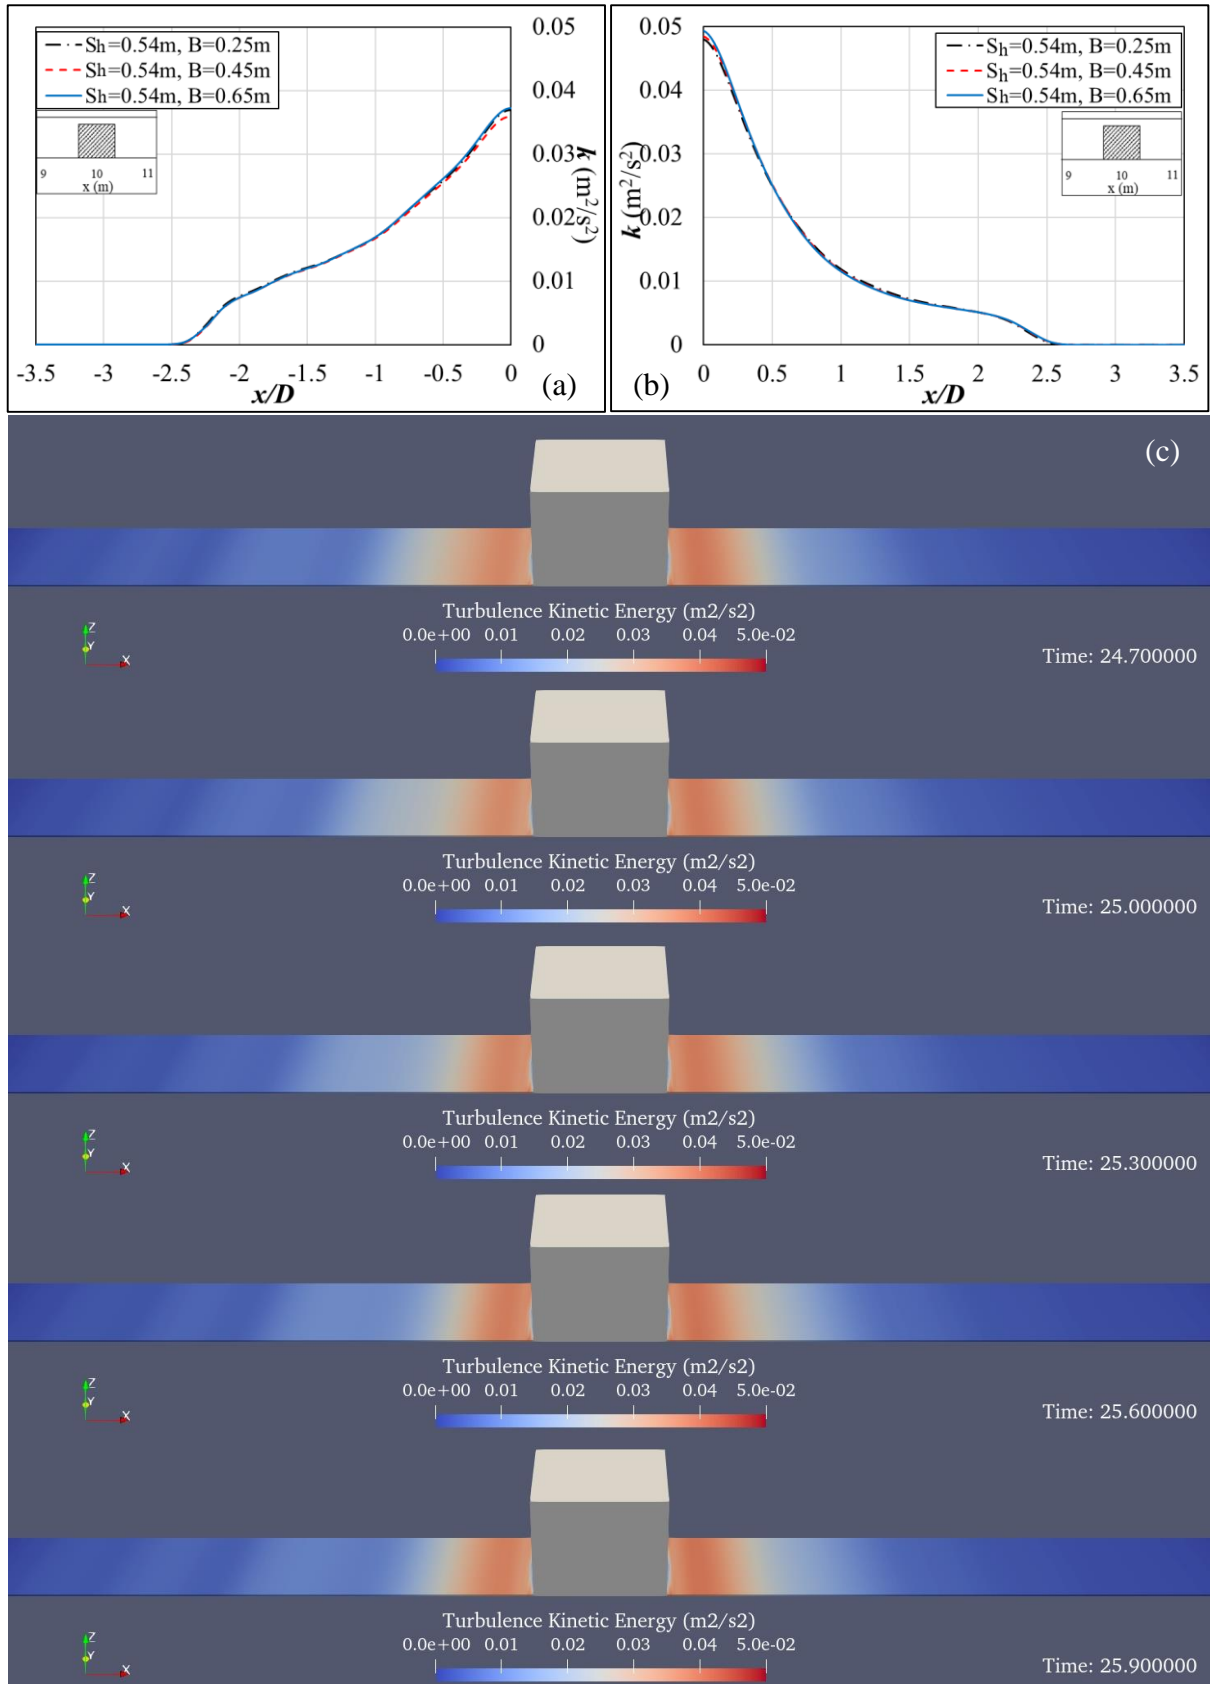 Sh=0.54m, B=0.25m
Sh=0.54m, B=0.45m
Sh=0.54m, B=0.65m
9 10 11
x (m)
0.05
0.04
0.03
0.02
0.01
0
k (m²/s²)
-3.5 -3 -2.5 -2 -1.5 -1 -0.5 0
x/D
(a)
Sh=0.54m, B=0.25m
Sh=0.54m, B=0.45m
Sh=0.54m, B=0.65m
9 10 11
x (m)
0.05
0.04
0.03
0.02
0.01
0
k (m²/s²)
0 0.5 1 1.5 2 2.5 3 3.5
x/D
(b)
(c)
Turbulence Kinetic Energy (m2/s2)
0.0e+00 0.01 0.02 0.03 0.04 5.0e-02
Z
Y
X
Time: 24.700000
Turbulence Kinetic Energy (m2/s2)
0.0e+00 0.01 0.02 0.03 0.04 5.0e-02
Z
Y
X
Time: 25.000000
Turbulence Kinetic Energy (m2/s2)
0.0e+00 0.01 0.02 0.03 0.04 5.0e-02
Z
Y
X
Time: 25.300000
Turbulence Kinetic Energy (m2/s2)
0.0e+00 0.01 0.02 0.03 0.04 5.0e-02
Z
Y
X
Time: 25.600000
Turbulence Kinetic Energy (m2/s2)
0.0e+00 0.01 0.02 0.03 0.04 5.0e-02
Z
Y
X
Time: 25.900000